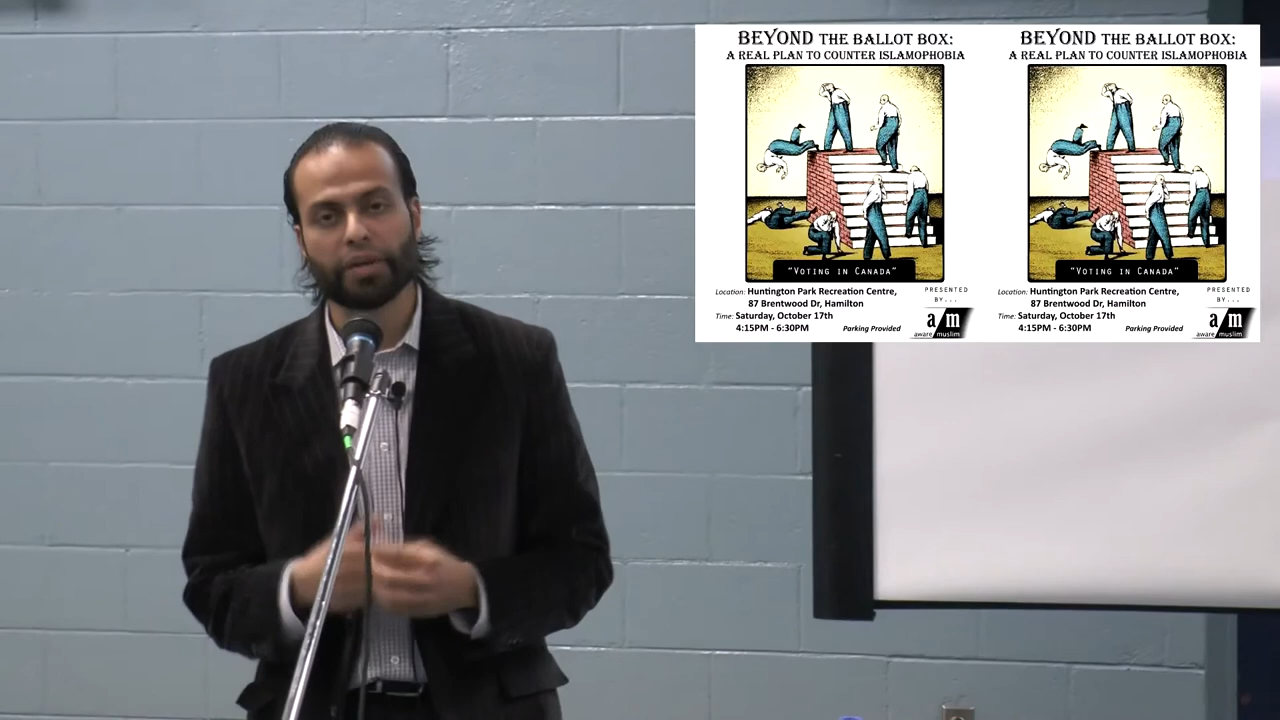 BEYOND THE BALLOT BOX:
A REAL PLAN TO COUNTER ISLAMOPHOBIA
"VOTING IN CANADA"
Location: Huntington Park Recreation Centre,
87 Brentwood Dr, Hamilton
Time: Saturday, October 17th
4:15PM - 6:30PM
Parking Provided
PRESENTED
BY...
am
aware muslim
BEYOND THE BALLOT BOX:
A REAL PLAN TO COUNTER ISLAMOPHOBIA
"VOTING IN CANADA"
Location: Huntington Park Recreation Centre,
87 Brentwood Dr, Hamilton
Time: Saturday, October 17th
4:15PM - 6:30PM
Parking Provided
PRESENTED
BY...
am
aware muslim